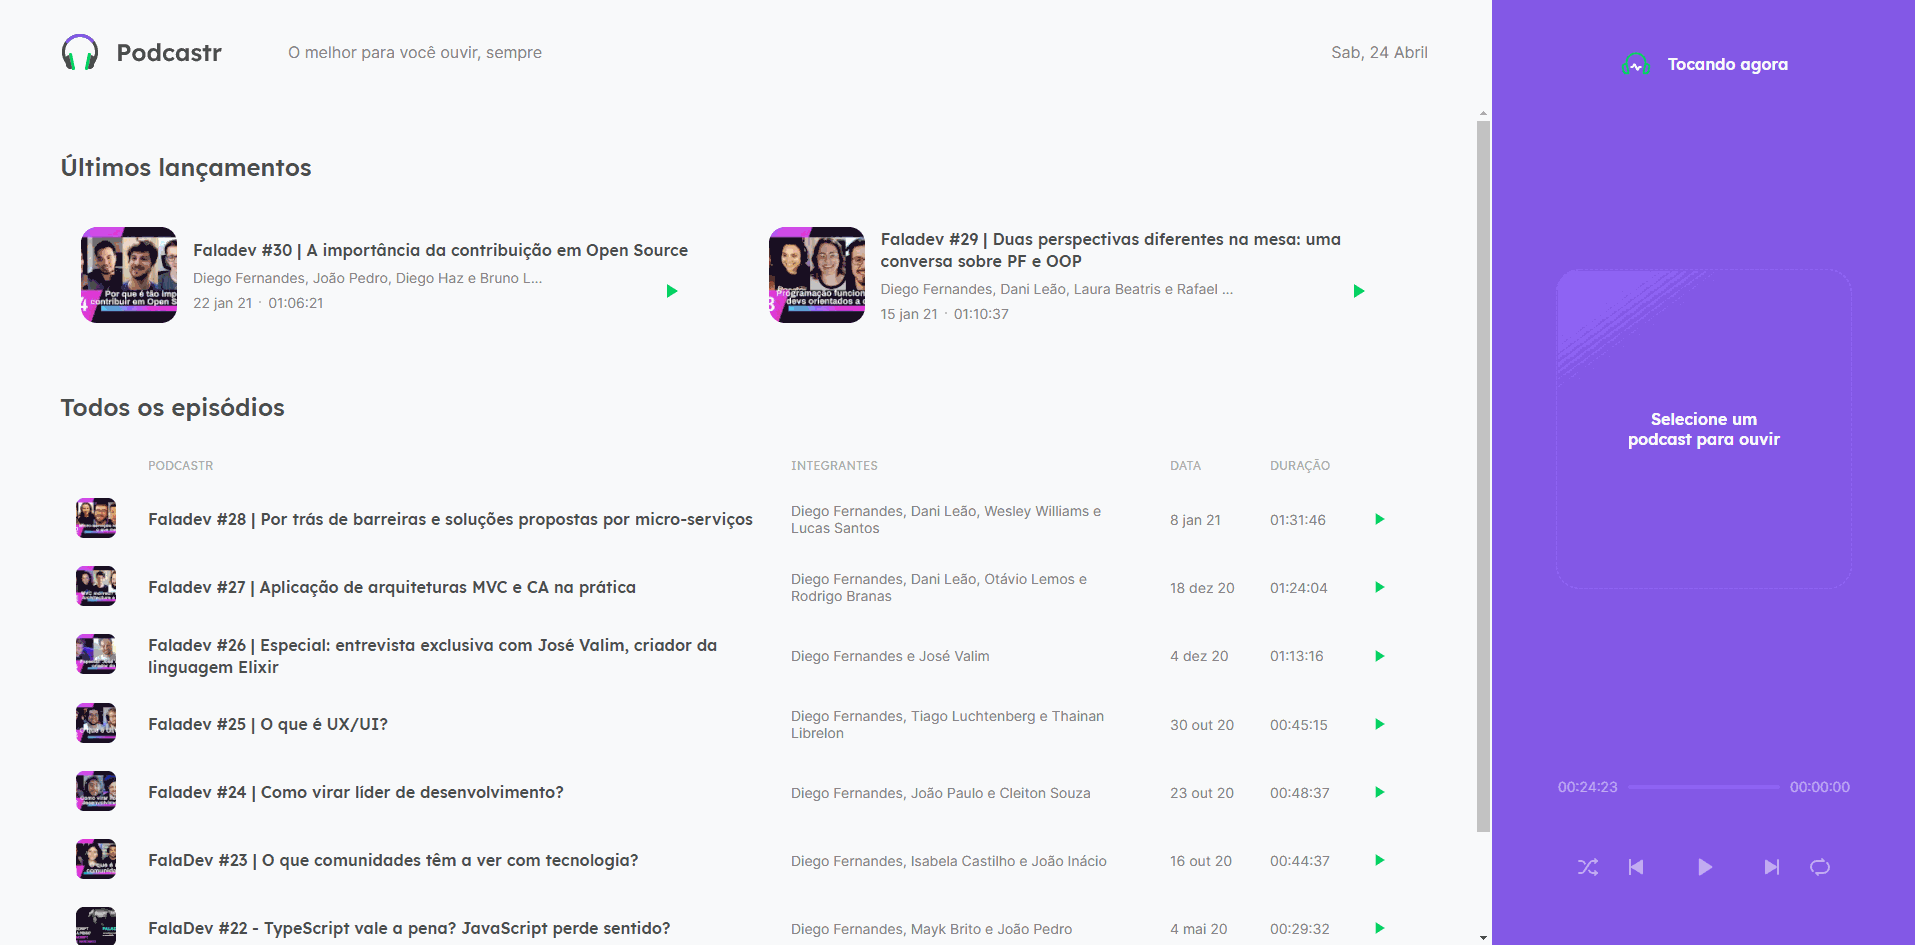 Podcastr
O melhor para você ouvir, sempre
Sab, 24 Abril
Últimos lançamentos
Faladev #30 | A importância da contribuição em Open Source
Diego Fernandes, João Pedro, Diego Haz e Bruno L...
22 jan 21 · 01:06:21
Por que é tão
contribuir em Open S
Faladev #29 | Duas perspectivas diferentes na mesa: uma
conversa sobre PF e OOP
Diego Fernandes, Dani Leão, Laura Beatris e Rafael ...
15 jan 21 · 01:10:37
Programação funcion
devs orientados a
Todos os episódios
PODCASTR INTEGRANTES DATA DURAÇÃO
Faladev #28 | Por trás de barreiras e soluções propostas por micro-serviços
Diego Fernandes, Dani Leão, Wesley Williams e
Lucas Santos
8 jan 21
01:31:46
Faladev #27 | Aplicação de arquiteturas MVC e CA na prática
Diego Fernandes, Dani Leão, Otávio Lemos e
Rodrigo Branas
18 dez 20
01:24:04
Faladev #26 | Especial: entrevista exclusiva com José Valim, criador da
linguagem Elixir
Diego Fernandes e José Valim
4 dez 20
01:13:16
Faladev #25 | O que é UX/UI?
Diego Fernandes, Tiago Luchtenberg e Thainan
Librelon
30 out 20
00:45:15
Faladev #24 | Como virar líder de desenvolvimento?
Diego Fernandes, João Paulo e Cleiton Souza
23 out 20
00:48:37
FalaDev #23 | O que comunidades têm a ver com tecnologia?
Diego Fernandes, Isabela Castilho e João Inácio
16 out 20
00:44:37
FalaDev #22 - TypeScript vale a pena? JavaScript perde sentido?
Diego Fernandes, Mayk Brito e João Pedro
4 mai 20
00:29:32
Tocando agora
Selecione um
podcast para ouvir
00:24:23
00:00:00